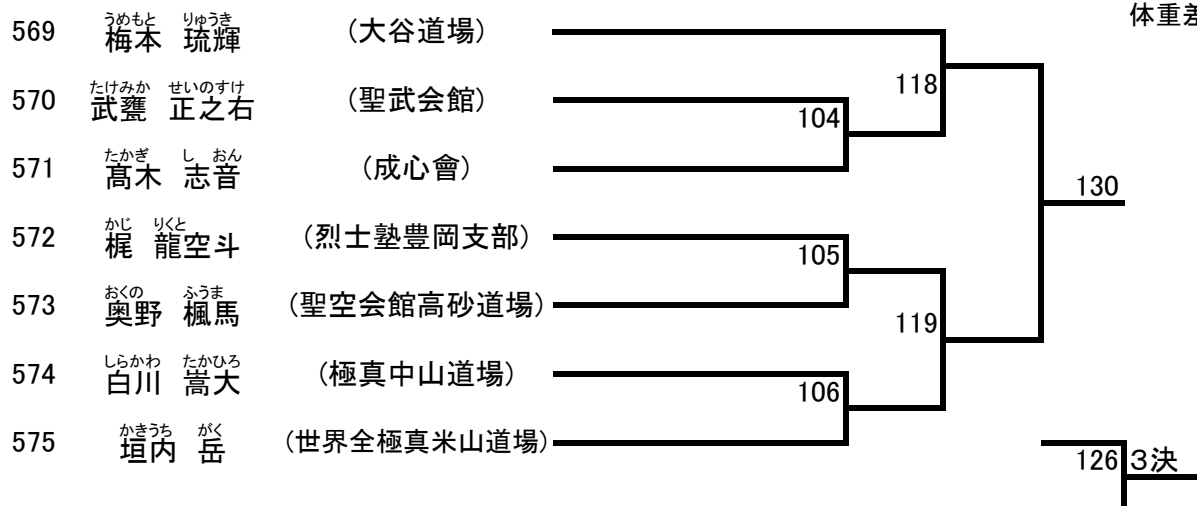 体重差
うめもと りゅうき
569 梅本 琉輝 (大谷道場)
118
たけみか せいのすけ
570 武甕 正之右 (聖武会館)
104
たかぎ し おん
571 髙木 志音 (成心會)
130
かじ りくと
572 梶 龍空斗 (烈士塾豊岡支部)
105
おくの ふうま
573 奥野 楓馬 (聖空会館高砂道場)
119
しらかわ たかひろ
574 白川 嵩大 (極真中山道場)
106
かきうち がく
575 垣内 岳 (世界全極真米山道場)
126 3決